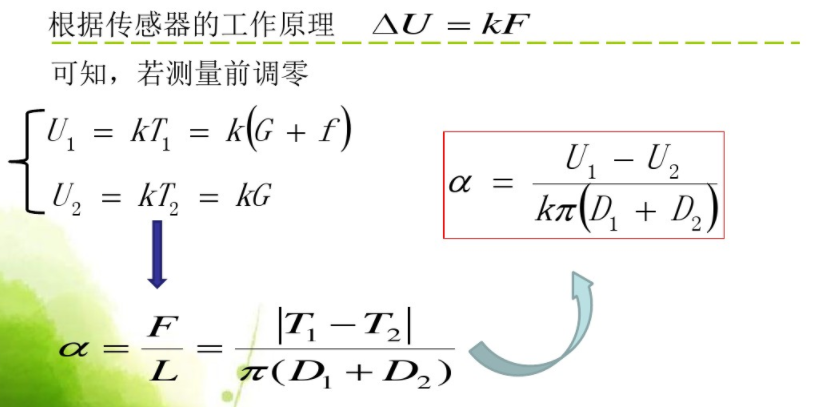 根据传感器的工作原理 ΔU = kF
可知，若测量前调零
U₁ = kT₁ = k(G + f)
U₂ = kT₂ = kG
α = (U₁ − U₂) / (kπ(D₁ + D₂))
α = F/L = |T₁ − T₂| / (π(D₁ + D₂))